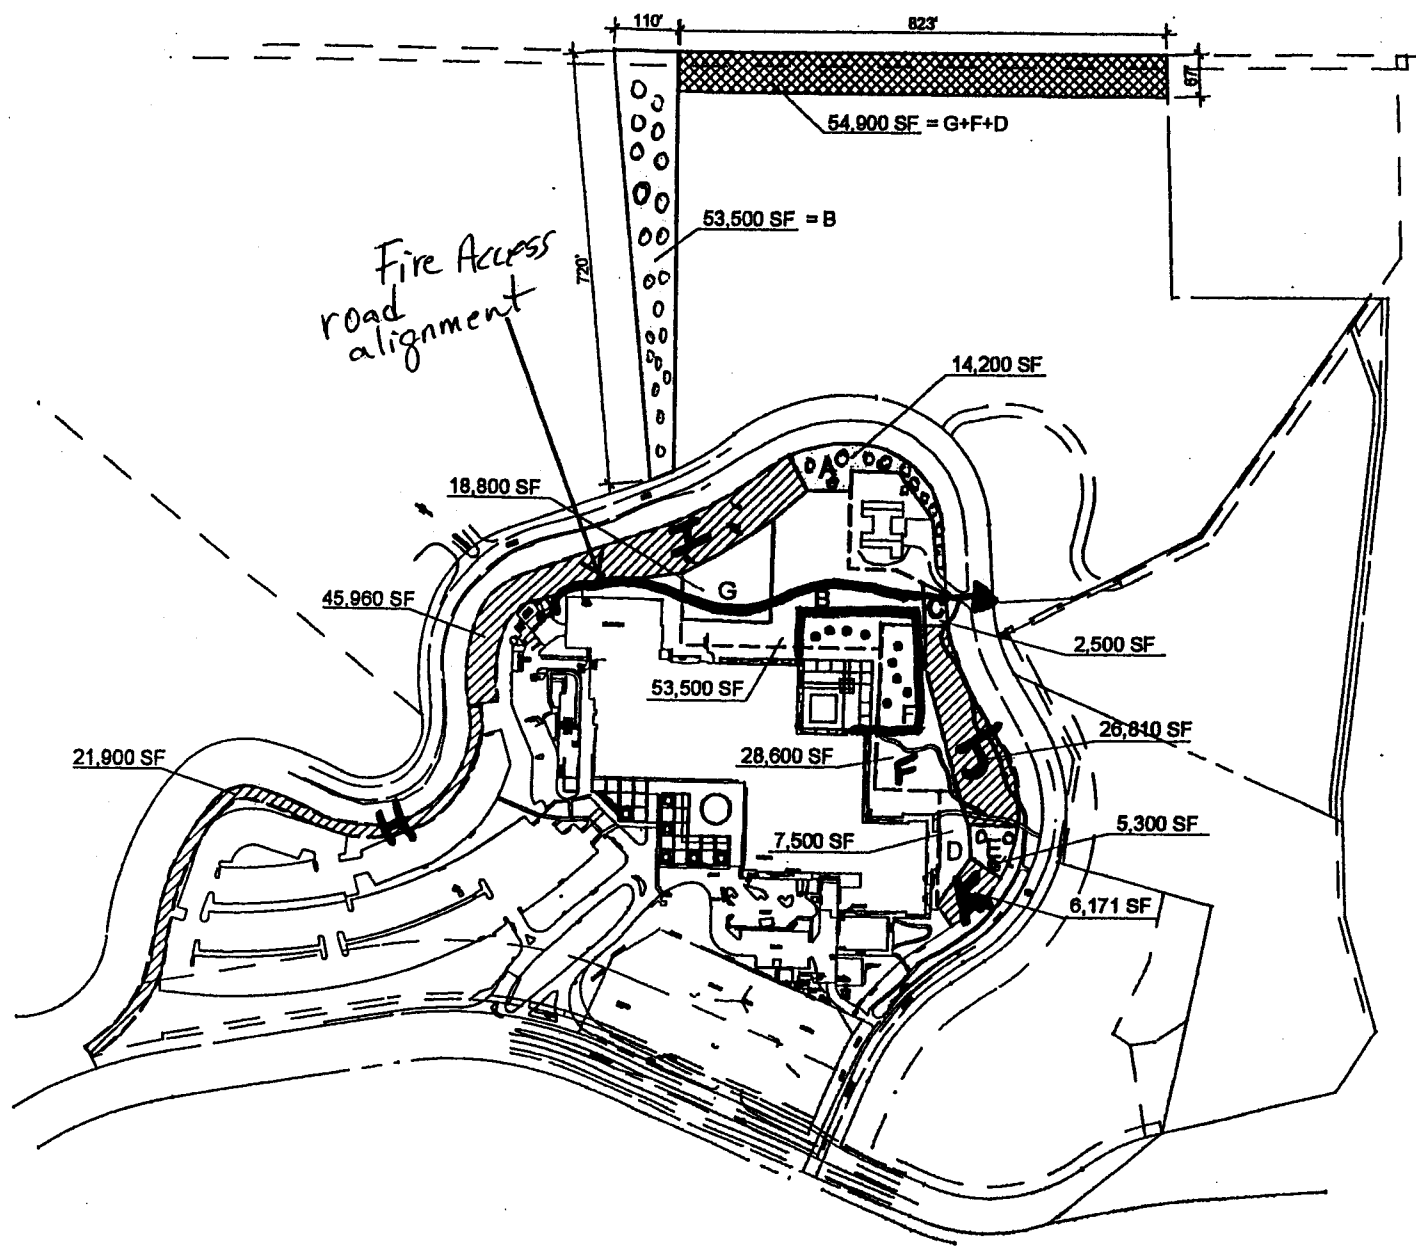 110'
823'
67'
54,900 SF = G+F+D
53,500 SF = B
720'
Fire Access
road
alignment
14,200 SF
A
18,800 SF
I
G
B
C
45,960 SF
2,500 SF
53,500 SF
F
26,810 SF
J
28,600 SF
F
21,900 SF
H
5,300 SF
7,500 SF
D
E
K
6,171 SF